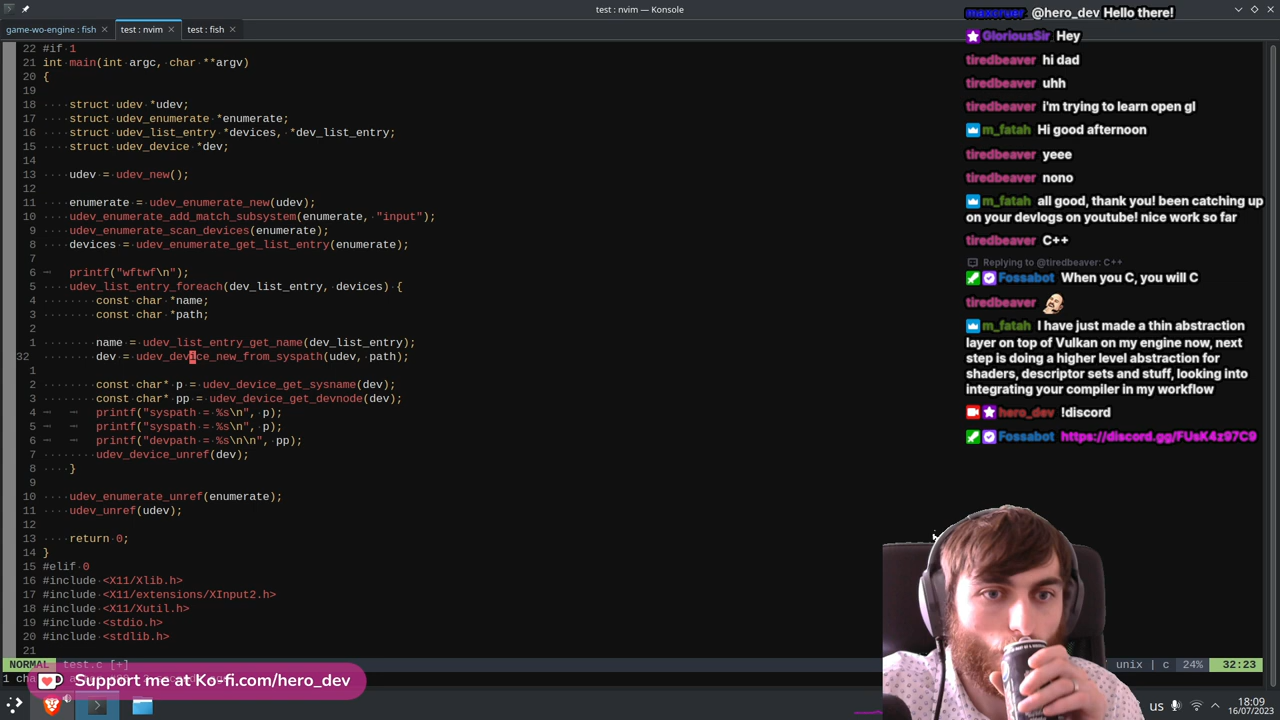 test : nvim — Konsole
game-wo-engine : fish
test : nvim
test : fish
22 #if 1
21 int main(int argc, char **argv)
20 {
19
18 struct udev *udev;
17 struct udev_enumerate *enumerate;
16 struct udev_list_entry *devices, *dev_list_entry;
15 struct udev_device *dev;
14
13 udev = udev_new();
12
11 enumerate = udev_enumerate_new(udev);
10 udev_enumerate_add_match_subsystem(enumerate, "input");
9 udev_enumerate_scan_devices(enumerate);
8 devices = udev_enumerate_get_list_entry(enumerate);
7
6 printf("wftwf\n");
5 udev_list_entry_foreach(dev_list_entry, devices) {
4 const char *name;
3 const char *path;
2
1 name = udev_list_entry_get_name(dev_list_entry);
32 dev = udev_device_new_from_syspath(udev, path);
1
2 const char* p = udev_device_get_sysname(dev);
3 const char* pp = udev_device_get_devnode(dev);
4 printf("syspath = %s\n", p);
5 printf("syspath = %s\n", p);
6 printf("devpath = %s\n\n", pp);
7 udev_device_unref(dev);
8 }
9
10 udev_enumerate_unref(enumerate);
11 udev_unref(udev);
12
13 return 0;
14 }
15 #elif 0
16 #include <X11/Xlib.h>
17 #include <X11/extensions/XInput2.h>
18 #include <X11/Xutil.h>
19 #include <stdio.h>
20 #include <stdlib.h>
21
NORMAL test.c [+]
unix | c 24% 32:23
Support me at Ko-fi.com/hero_dev
us
18:09
16/07/2023
@hero_dev Hello there!
GloriousSir Hey
tiredbeaver hi dad
tiredbeaver uhh
tiredbeaver i'm trying to learn open gl
m_fatah Hi good afternoon
tiredbeaver yeee
tiredbeaver nono
m_fatah all good, thank you! been catching up
on your devlogs on youtube! nice work so far
tiredbeaver C++
Replying to @tiredbeaver: C++
Fossabot When you C, you will C
tiredbeaver
m_fatah I have just made a thin abstraction
layer on top of Vulkan on my engine now, next
step is doing a higher level abstraction for
shaders, descriptor sets and stuff, looking into
integrating your compiler in my workflow
hero_dev !discord
Fossabot https://discord.gg/FUsK4z97C9